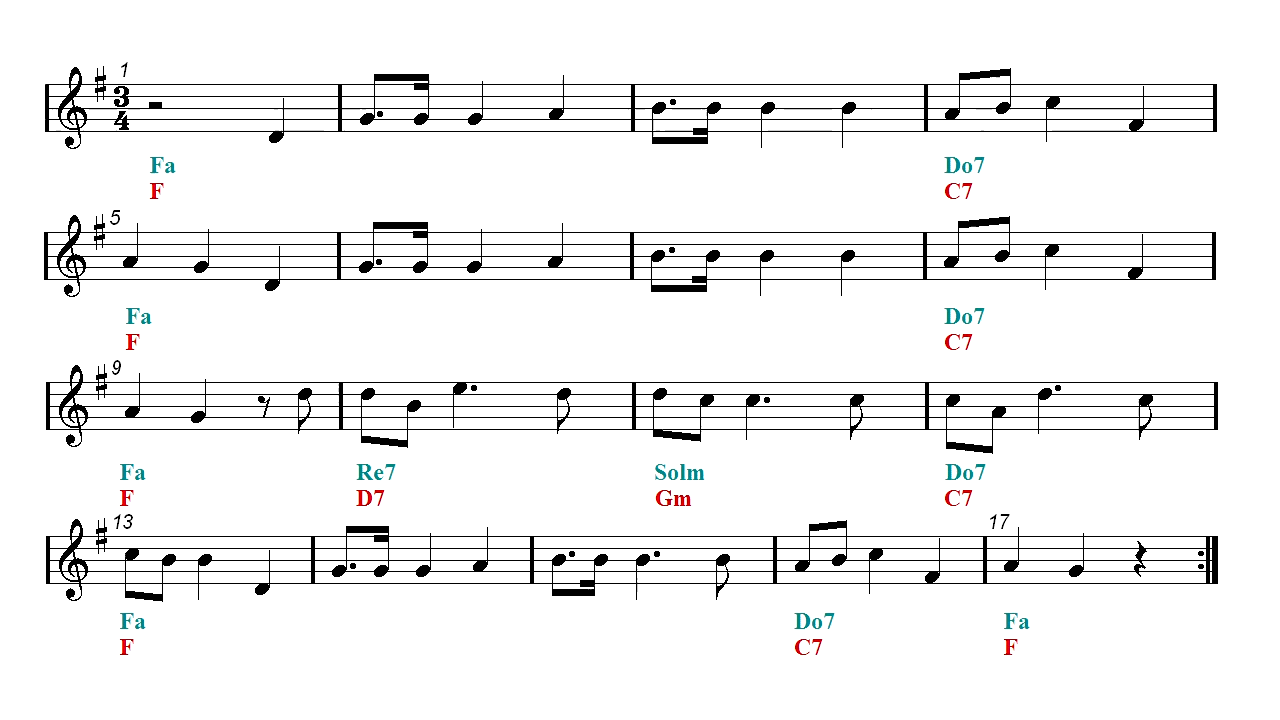 1
3
4
Fa Do7
F C7
5
Fa Do7
F C7
9
Fa Re7 Solm Do7
F D7 Gm C7
13 17
Fa Do7 Fa
F C7 F